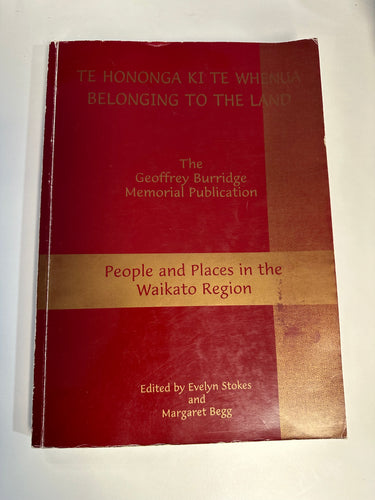 TE HONONGA KI TE WHENUA
BELONGING TO THE LAND
The
Geoffrey Burridge
Memorial Publication
People and Places in the
Waikato Region
Edited by Evelyn Stokes
and
Margaret Begg